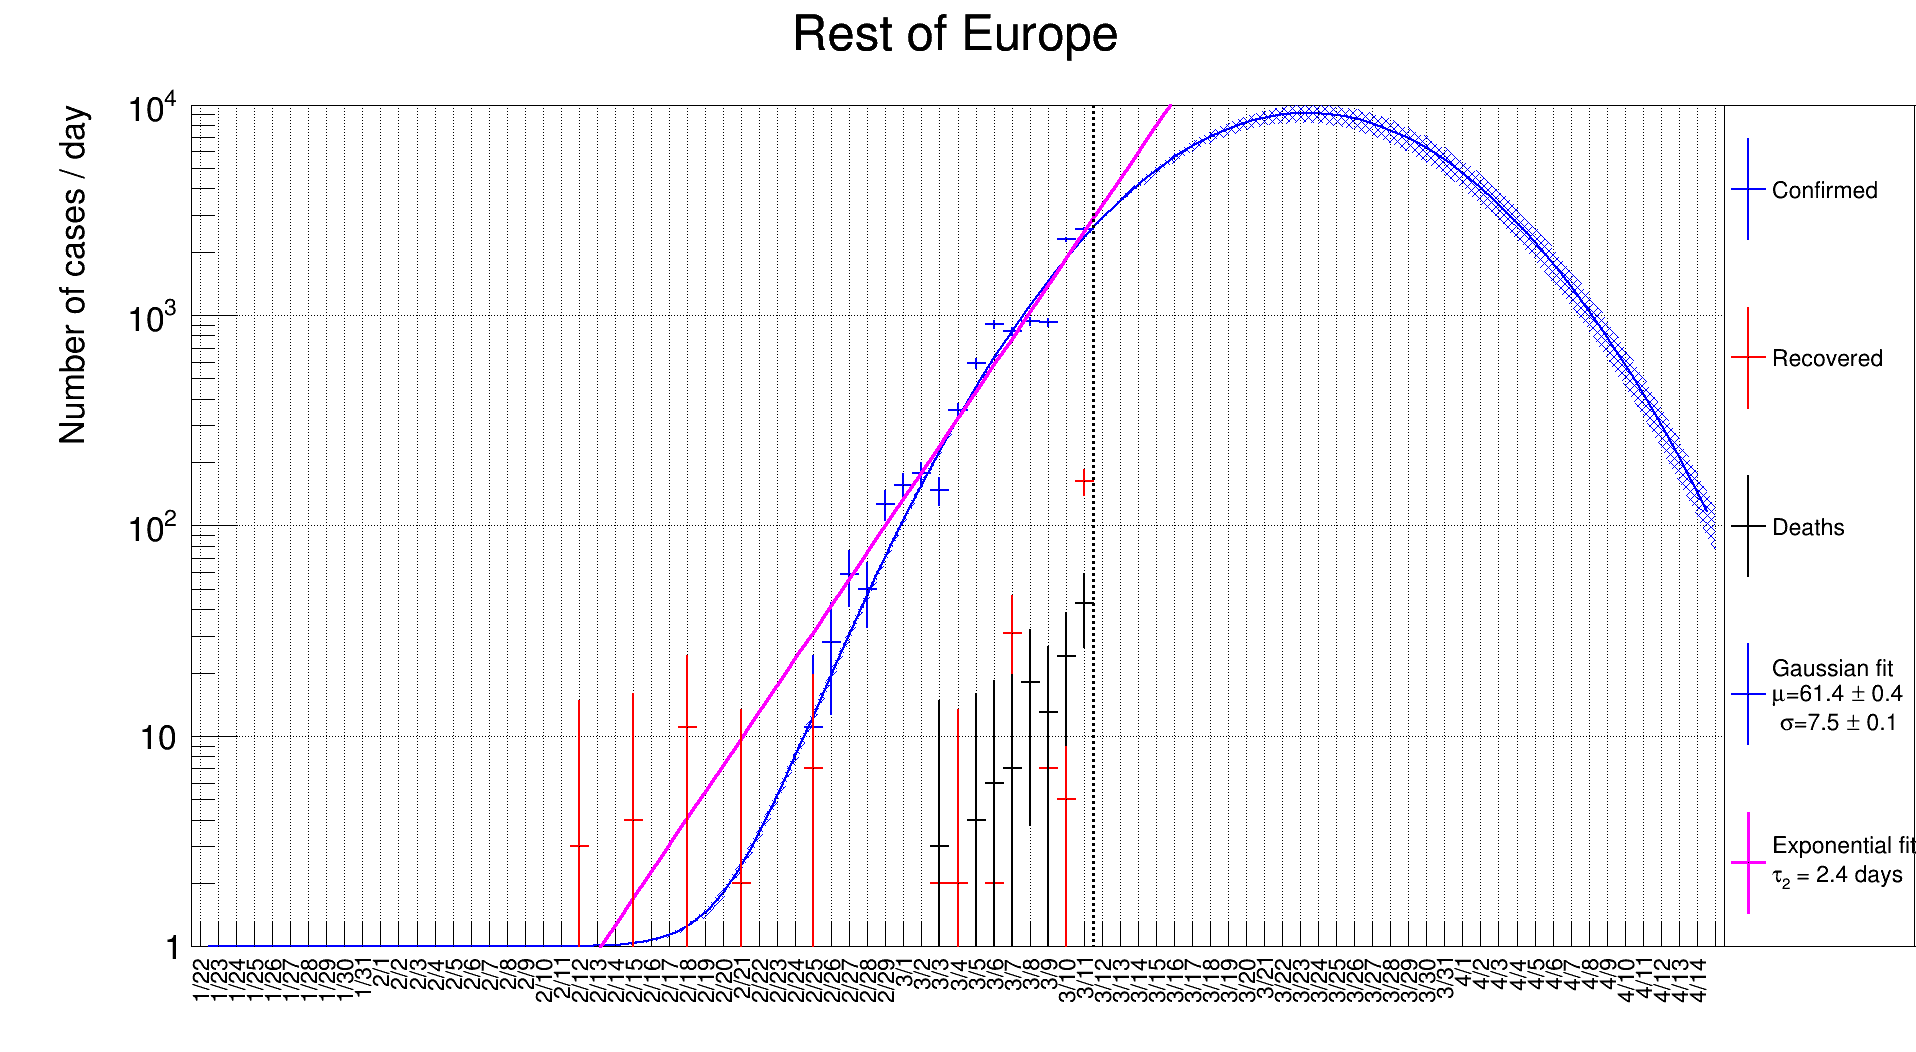 Rest of Europe
Number of cases / day
10⁴
10³
10²
10
1
1/22 1/23 1/24 1/25 1/26 1/27 1/28 1/29 1/30 1/31 2/1 2/2 2/3 2/4 2/5 2/6 2/7 2/8 2/9 2/10 2/11 2/12 2/13 2/14 2/15 2/16 2/17 2/18 2/19 2/20 2/21 2/22 2/23 2/24 2/25 2/26 2/27 2/28 2/29 3/1 3/2 3/3 3/4 3/5 3/6 3/7 3/8 3/9 3/10 3/11 3/12 3/13 3/14 3/15 3/16 3/17 3/18 3/19 3/20 3/21 3/22 3/23 3/24 3/25 3/26 3/27 3/28 3/29 3/30 3/31 4/1 4/2 4/3 4/4 4/5 4/6 4/7 4/8 4/9 4/10 4/11 4/12 4/13 4/14
Confirmed
Recovered
Deaths
Gaussian fit
μ=61.4 ± 0.4
σ=7.5 ± 0.1
Exponential fit
τ₂ = 2.4 days